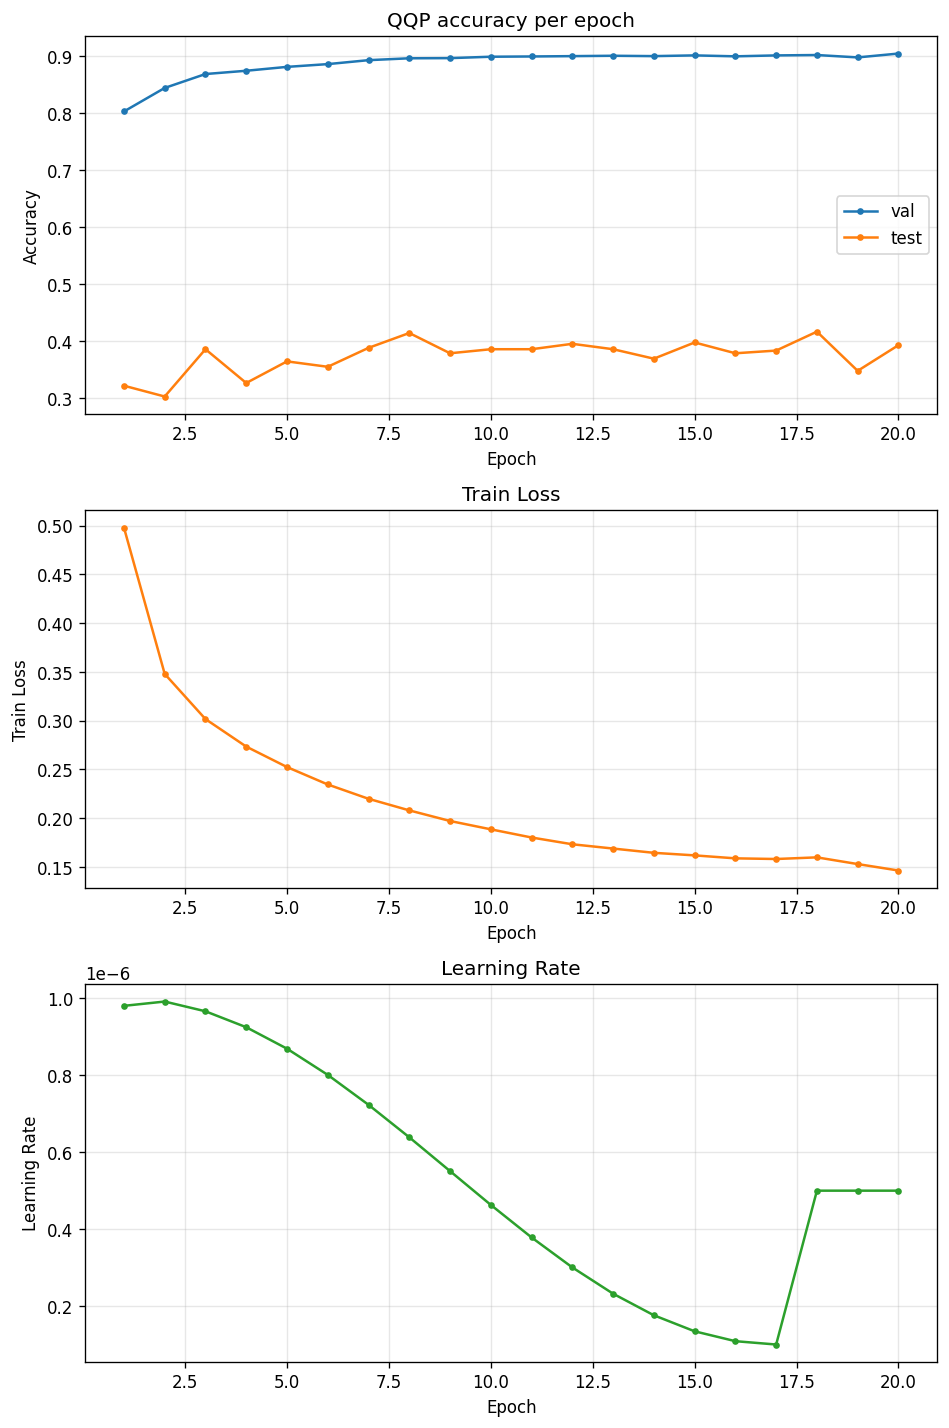 QQP accuracy per epoch
0.9
0.8
0.7
0.6
0.5
0.4
0.3
Accuracy
val
test
2.5 5.0 7.5 10.0 12.5 15.0 17.5 20.0
Epoch
Train Loss
0.50
0.45
0.40
0.35
0.30
0.25
0.20
0.15
Train Loss
2.5 5.0 7.5 10.0 12.5 15.0 17.5 20.0
Epoch
Learning Rate
1e−6
1.0
0.8
0.6
0.4
0.2
Learning Rate
2.5 5.0 7.5 10.0 12.5 15.0 17.5 20.0
Epoch